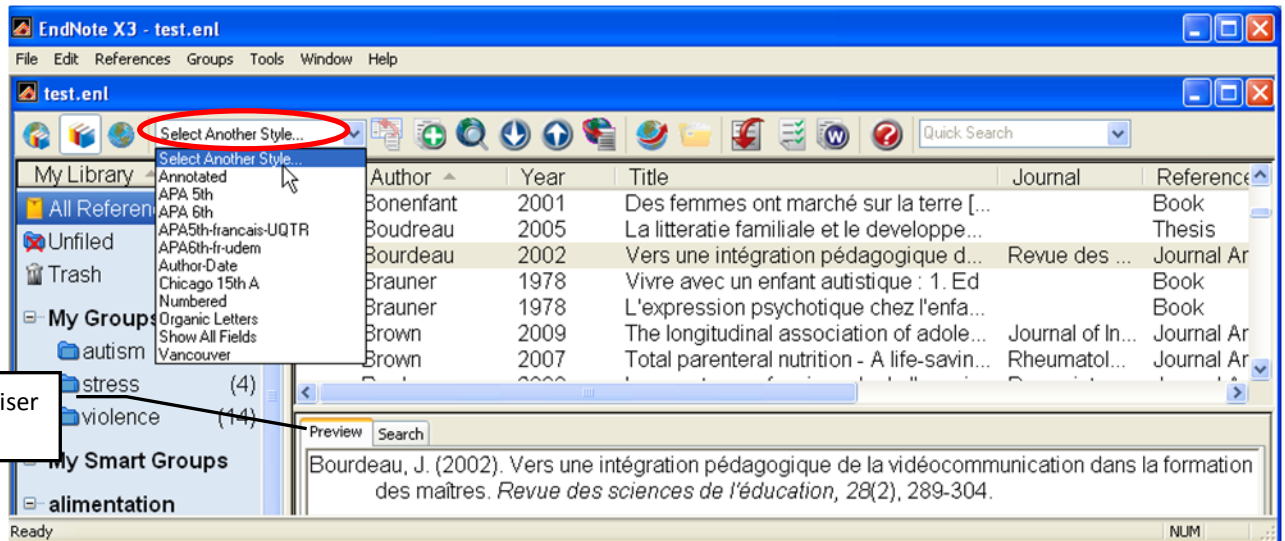 EndNote X3 - test.enl
File Edit References Groups Tools Window Help
test.enl
Select Another Style...
Quick Search
Select Another Style...
Annotated
APA 5th
APA 6th
APA5th-francais-UQTR
APA6th-fr-udem
Author-Date
Chicago 15th A
Numbered
Organic Letters
Show All Fields
Vancouver
My Library
All Referen
Unfiled
Trash
My Groups
autism
stress (4)
violence (14)
My Smart Groups
alimentation
iser
Author Year Title Journal Reference
Bonenfant 2001 Des femmes ont marché sur la terre [... Book
Boudreau 2005 La litteratie familiale et le developpe... Thesis
Bourdeau 2002 Vers une intégration pédagogique d... Revue des ... Journal Ar
Brauner 1978 Vivre avec un enfant autistique : 1. Ed Book
Brauner 1978 L'expression psychotique chez l'enfa... Book
Brown 2009 The longitudinal association of adole... Journal of In... Journal Ar
Brown 2007 Total parenteral nutrition - A life-savin... Rheumatol... Journal Ar
Preview Search
Bourdeau, J. (2002). Vers une intégration pédagogique de la vidéocommunication dans la formation
des maîtres. Revue des sciences de l'éducation, 28(2), 289-304.
Ready NUM